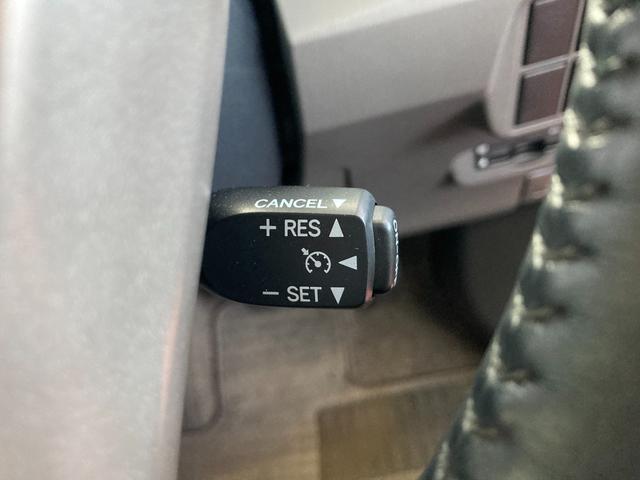 CANCEL ▼
+ RES ▲
◀
− SET ▼